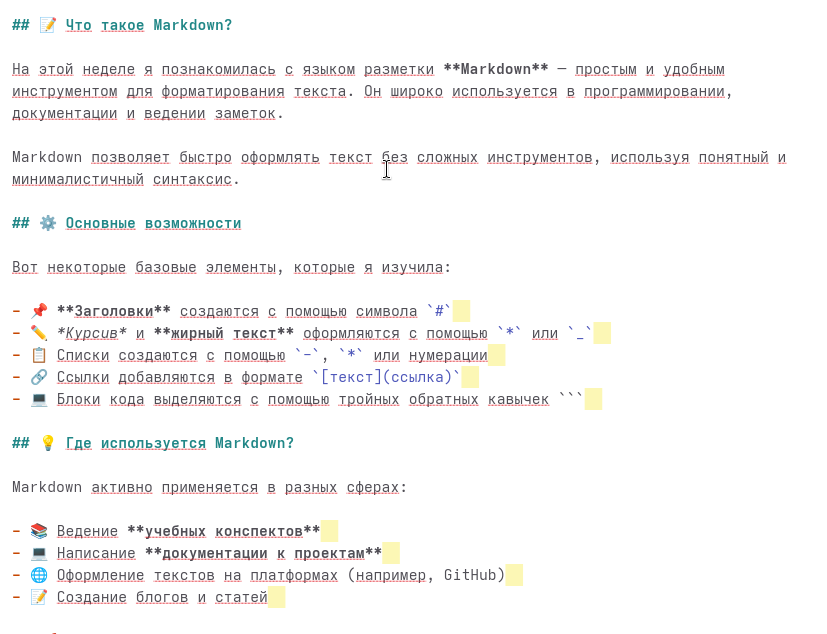 ## 📝 Что такое Markdown?
На этой неделе я познакомилась с языком разметки **Markdown** — простым и удобным
инструментом для форматирования текста. Он широко используется в программировании,
документации и ведении заметок.
Markdown позволяет быстро оформлять текст без сложных инструментов, используя понятный и
минималистичный синтаксис.
## ⚙️ Основные возможности
Вот некоторые базовые элементы, которые я изучила:
- 📌 **Заголовки** создаются с помощью символа `#`
- ✏️ *Курсив* и **жирный текст** оформляются с помощью `*` или `_`
- 📋 Списки создаются с помощью `-`, `*` или нумерации
- 🔗 Ссылки добавляются в формате `[текст](ссылка)`
- 💻 Блоки кода выделяются с помощью тройных обратных кавычек ```
## 💡 Где используется Markdown?
Markdown активно применяется в разных сферах:
- 📚 Ведение **учебных конспектов**
- 💻 Написание **документации к проектам**
- 🌐 Оформление текстов на платформах (например, GitHub)
- 📝 Создание блогов и статей